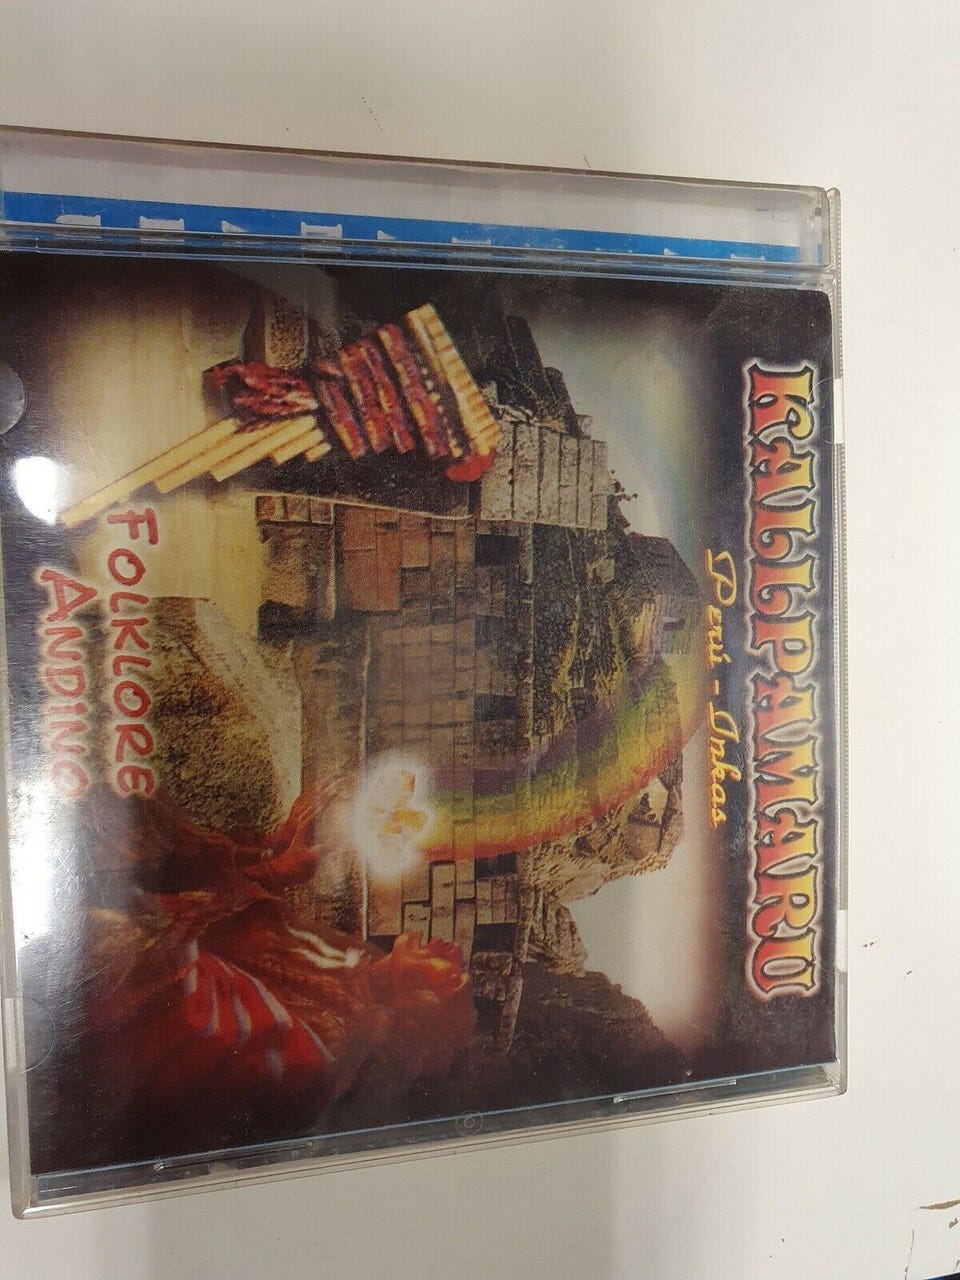 KALLPAMARU
Perú - Inkas
FOLKLORE
ANDINO